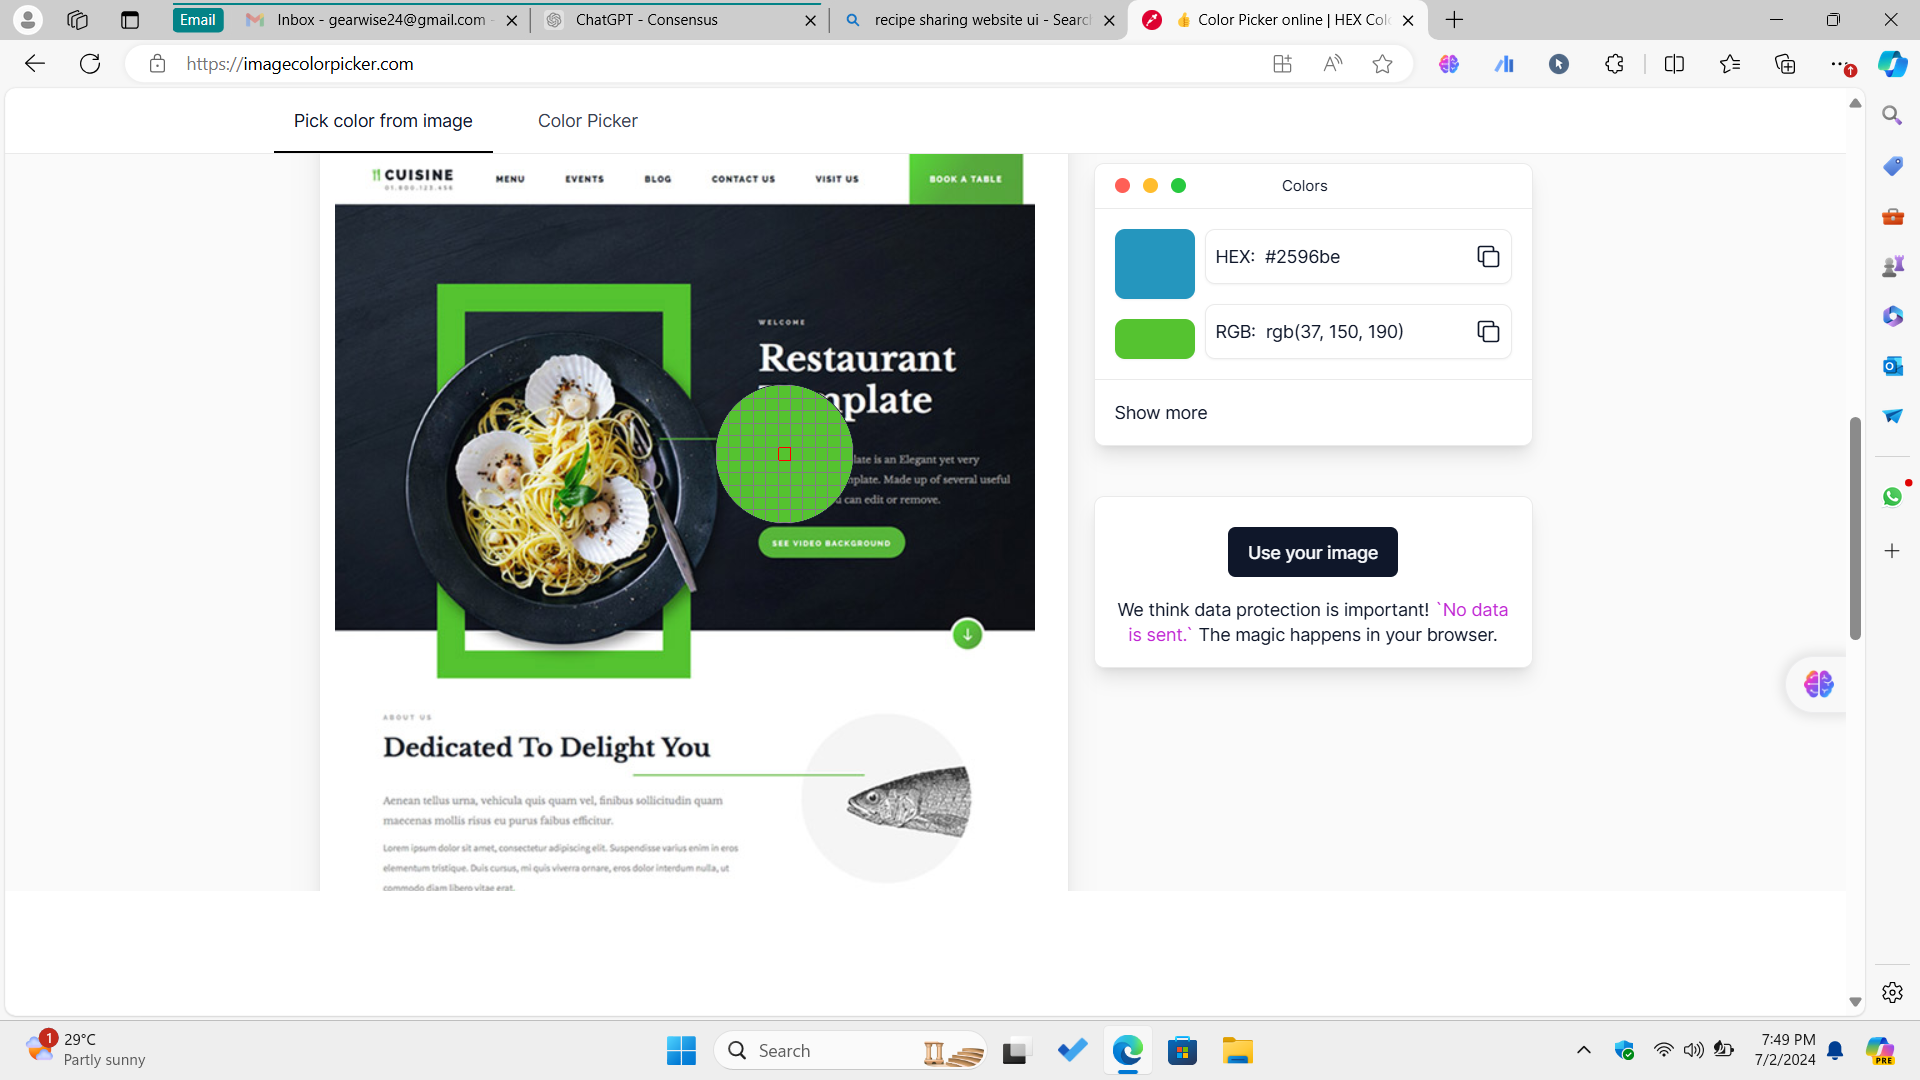 Email
Inbox - gearwise24@gmail.com -
ChatGPT - Consensus
recipe sharing website ui - Search
Color Picker online | HEX Col
https://imagecolorpicker.com
Pick color from image
Color Picker
CUISINE
01.800.123.456
MENU
EVENTS
BLOG
CONTACT US
VISIT US
BOOK A TABLE
WELCOME
Restaurant
mplate
late is an Elegant yet very
mplate. Made up of several useful
can edit or remove.
SEE VIDEO BACKGROUND
ABOUT US
Dedicated To Delight You
Aenean tellus urna, vehicula quis quam vel, finibus sollicitudin quam
maecenas mollis risus eu purus faibus efficitur.
Lorem ipsum dolor sit amet, consectetur adipiscing elit. Suspendisse varius enim in eros
elementum tristique. Duis cursus, mi quis viverra ornare, eros dolor interdum nulla, ut
commodo diam libero vitae erat.
Colors
HEX: #2596be
RGB: rgb(37, 150, 190)
Show more
Use your image
We think data protection is important! `No data
is sent.` The magic happens in your browser.
1
29°C
Partly sunny
Search
7:49 PM
7/2/2024
PRE